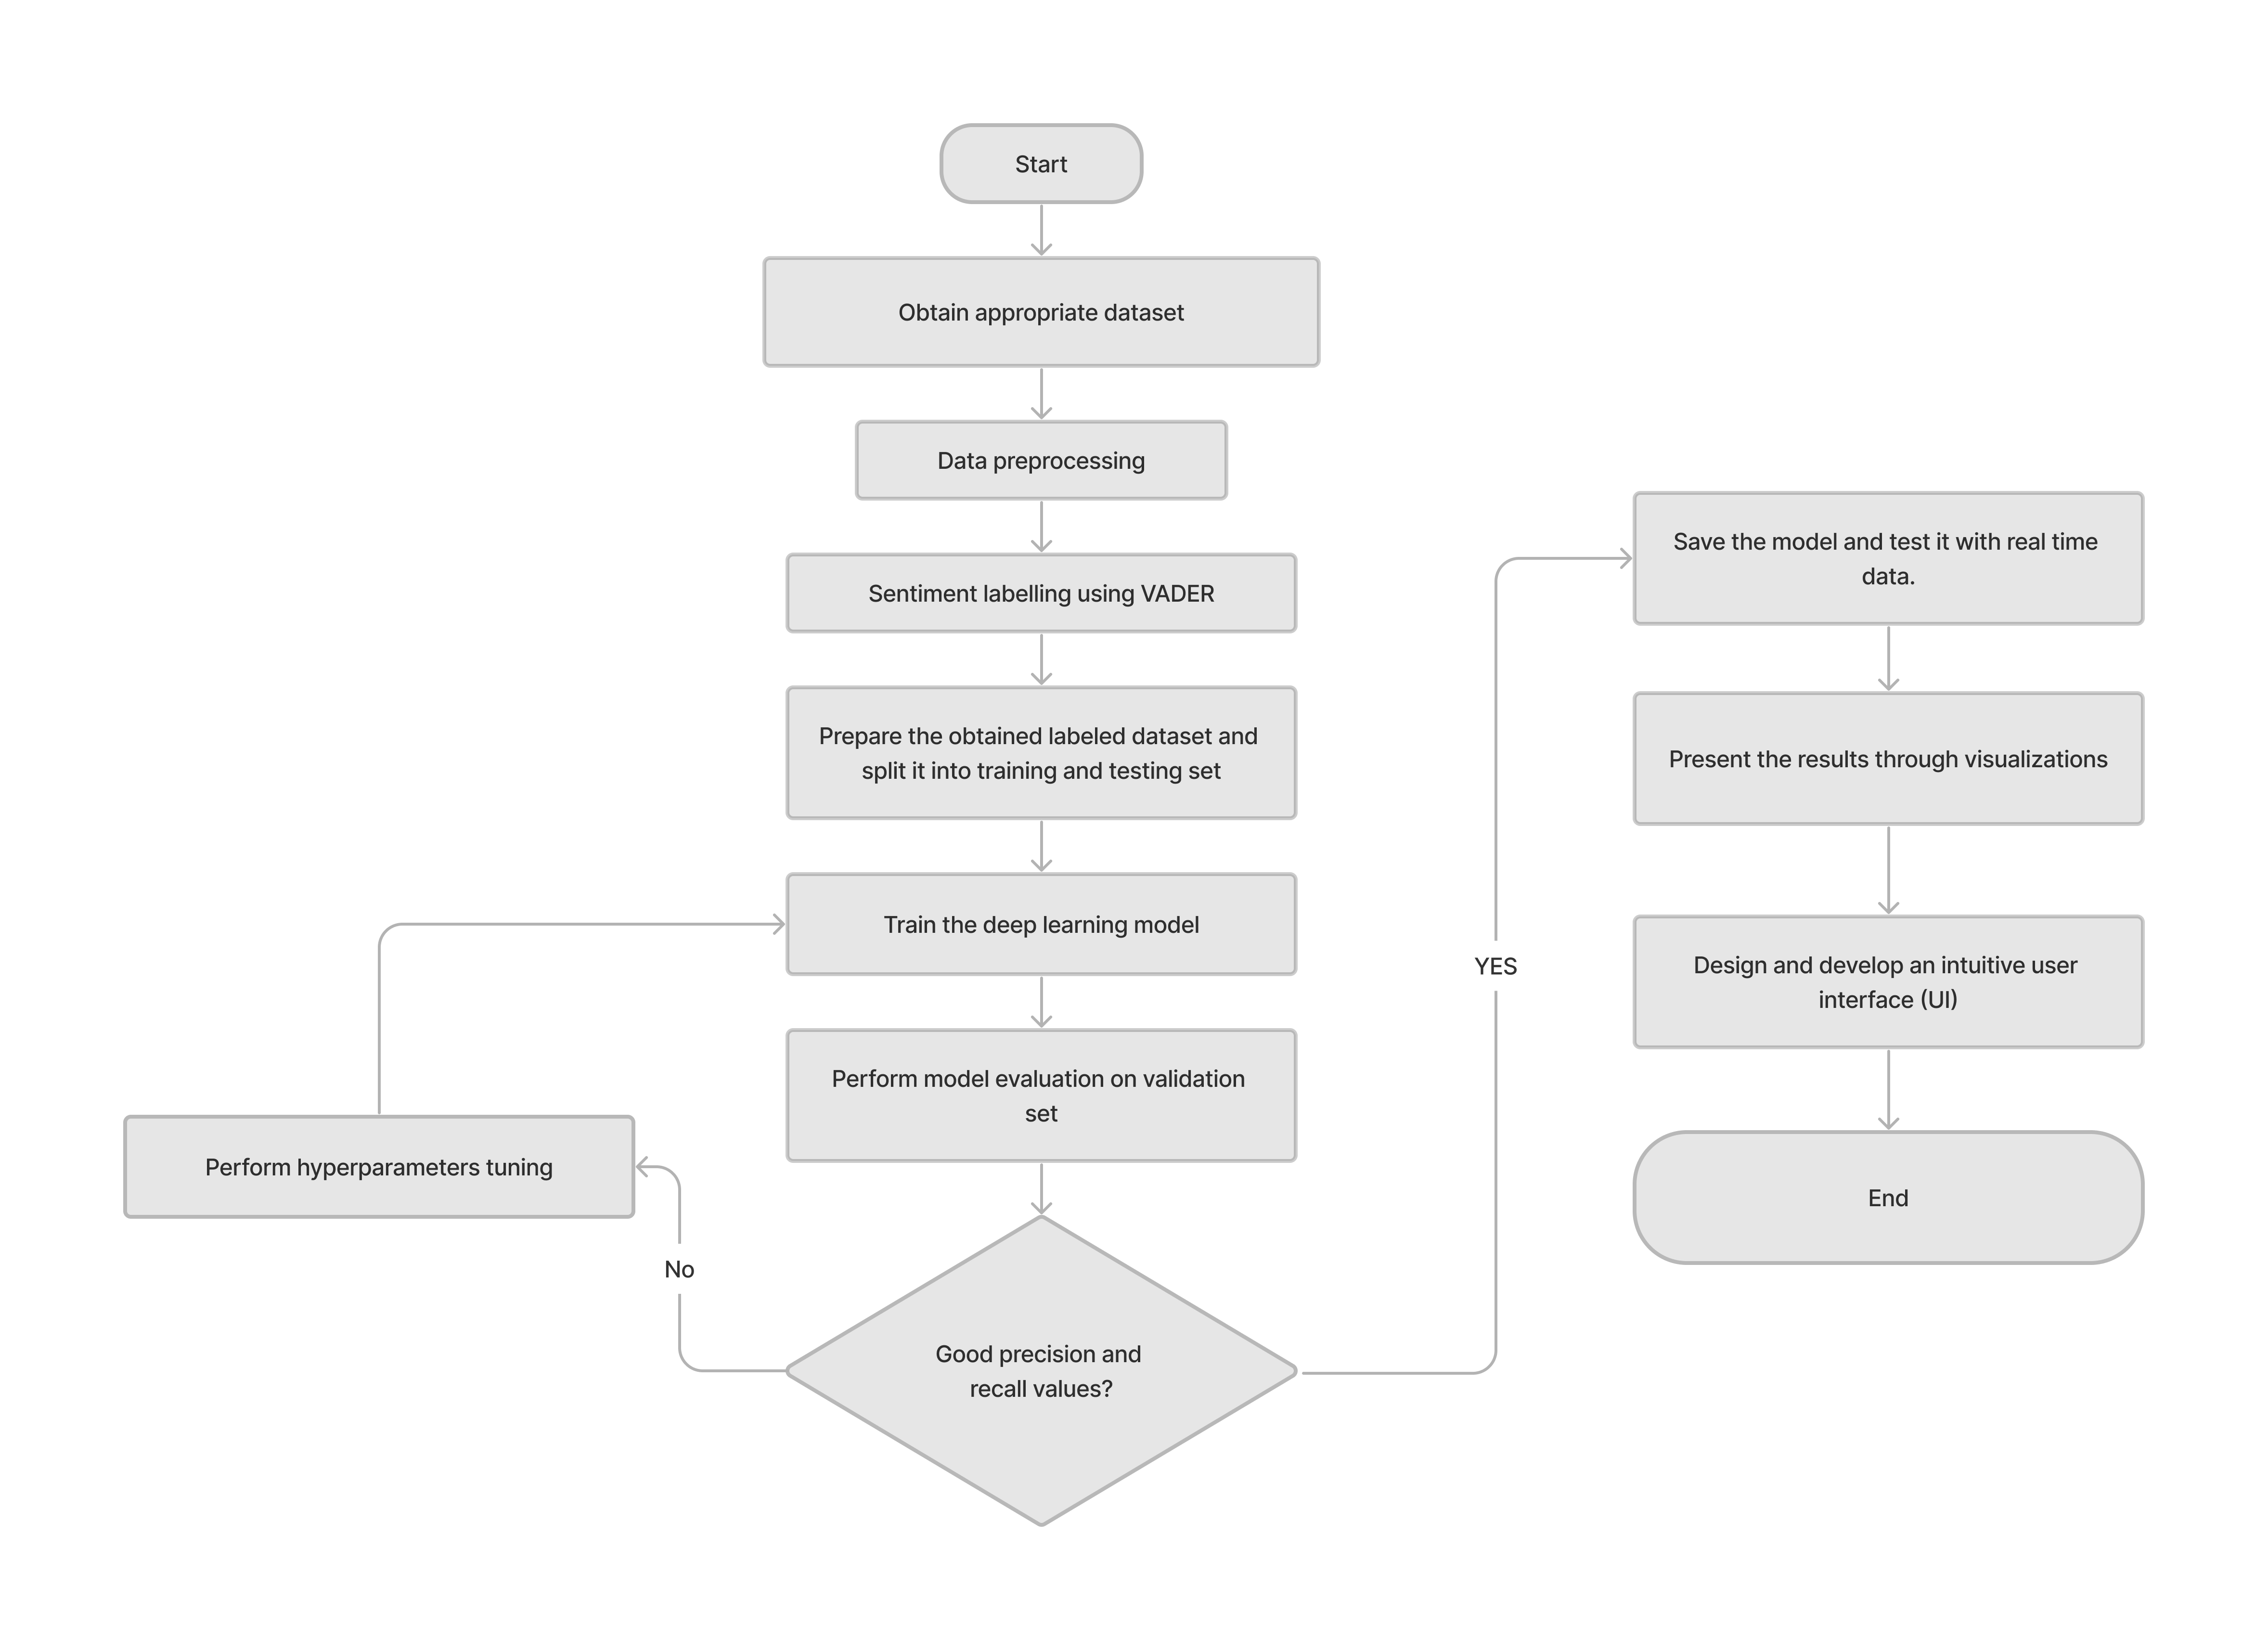 Start
Obtain appropriate dataset
Data preprocessing
Sentiment labelling using VADER
Prepare the obtained labeled dataset and
split it into training and testing set
Train the deep learning model
Perform model evaluation on validation
set
Good precision and
recall values?
No
Perform hyperparameters tuning
YES
Save the model and test it with real time
data.
Present the results through visualizations
Design and develop an intuitive user
interface (UI)
End